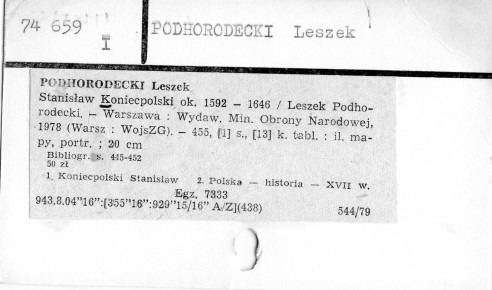 74 659
I
PODHORODECKI Leszek
PODHORODECKI Leszek
Stanisław Koniecpolski ok. 1592 — 1646 / Leszek Podho-
rodecki. — Warszawa : Wydaw. Min. Obrony Narodowej,
1978 (Warsz : WojsZG). — 455, [1] s., [13] k. tabl. : il. ma-
py, portr. ; 20 cm
Bibliogr. s. 445-452
50 zł
1. Koniecpolski Stanisław 2. Polska — historia — XVII w.
Egz. 7333
943.8.04"16":[355"16":929"15/16" A/Z](438)
544/79